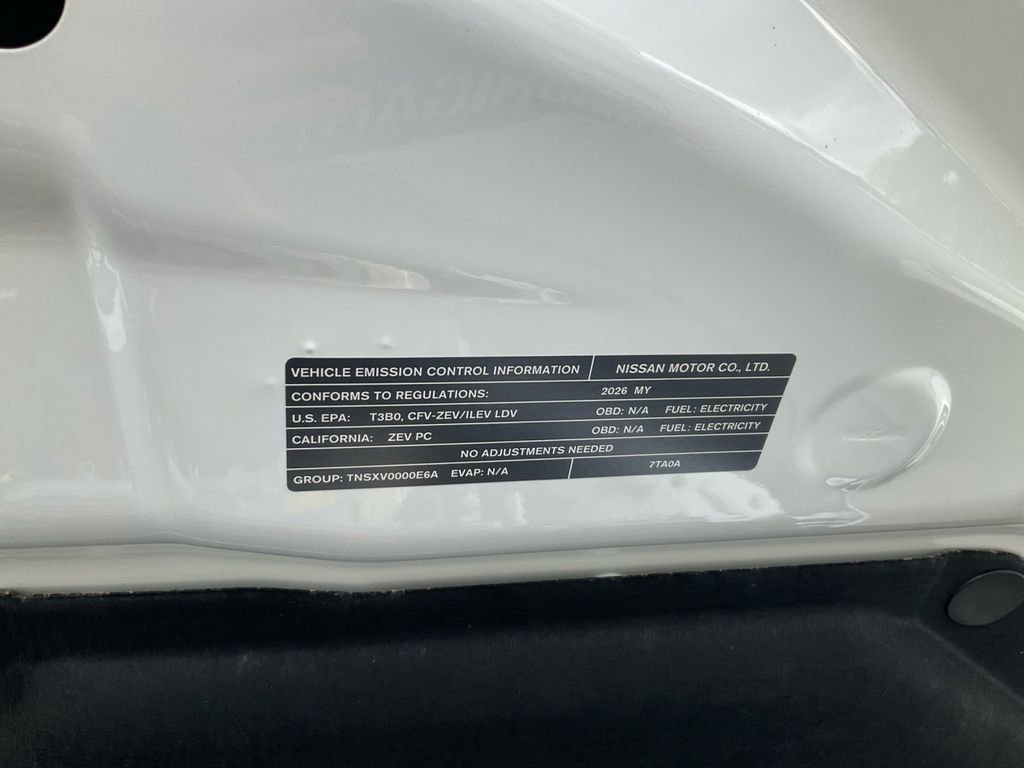 VEHICLE EMISSION CONTROL INFORMATION NISSAN MOTOR CO., LTD.
CONFORMS TO REGULATIONS: 2026 MY
U.S. EPA: T3B0, CFV-ZEV/ILEV LDV OBD: N/A FUEL: ELECTRICITY
CALIFORNIA: ZEV PC OBD: N/A FUEL: ELECTRICITY
NO ADJUSTMENTS NEEDED
GROUP: TNSXV0000E6A EVAP: N/A 7TA0A